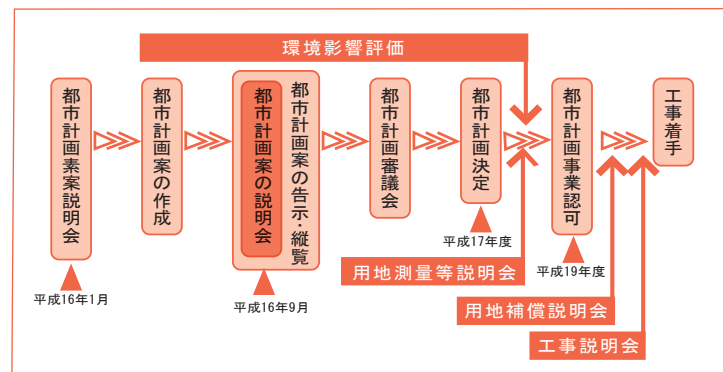 環境影響評価
都市計画素案説明会
都市計画案の作成
都市計画案の説明会
都市計画案の告示・縦覧
都市計画審議会
都市計画決定
都市計画事業認可
工事着手
平成16年1月
平成16年9月
平成17年度
平成19年度
用地測量等説明会
用地補償説明会
工事説明会